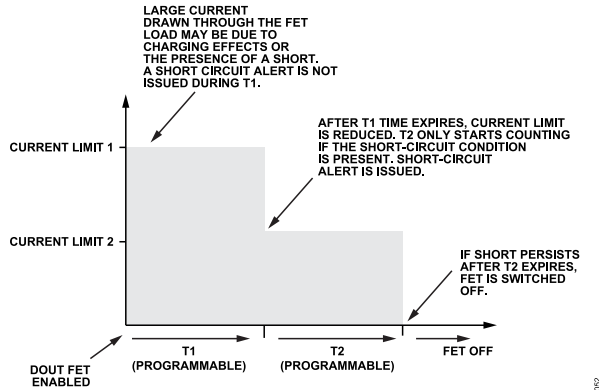 LARGE CURRENT
DRAWN THROUGH THE FET
LOAD MAY BE DUE TO
CHARGING EFFECTS OR
THE PRESENCE OF A SHORT.
A SHORT CIRCUIT ALERT IS NOT
ISSUED DURING T1.
AFTER T1 TIME EXPIRES, CURRENT LIMIT
IS REDUCED. T2 ONLY STARTS COUNTING
IF THE SHORT-CIRCUIT CONDITION
IS PRESENT. SHORT-CIRCUIT
ALERT IS ISSUED.
CURRENT LIMIT 1
CURRENT LIMIT 2
IF SHORT PERSISTS
AFTER T2 EXPIRES,
FET IS SWITCHED
OFF.
T1
(PROGRAMMABLE)
T2
(PROGRAMMABLE)
FET OFF
DOUT FET
ENABLED